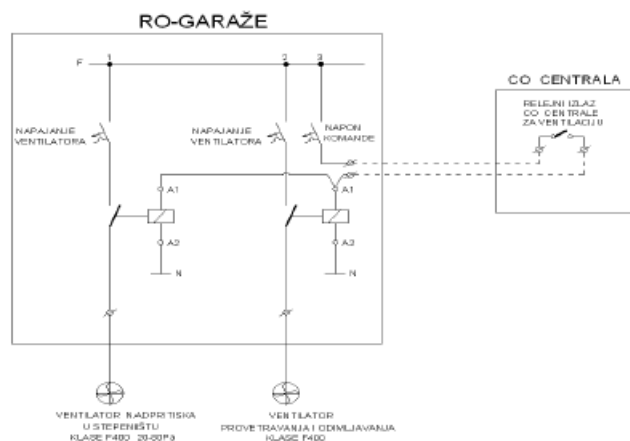 RO-GARAŽE
F
1
2
3
NAPAJANJE
VENTILATORA
NAPAJANJE
VENTILATORA
NAPON
KOMANDE
A1
A2
N
A1
A2
N
CO CENTRALA
RELEJNI IZLAZ
CO CENTRALE
ZA VENTILACIJU
VENTILATOR NADPRITISKA
U STEPENIŠTU
KLASE F400 20-80Pa
VENTILATOR
PROVETRAVANJA I ODIMLJAVANJA
KLASE F400